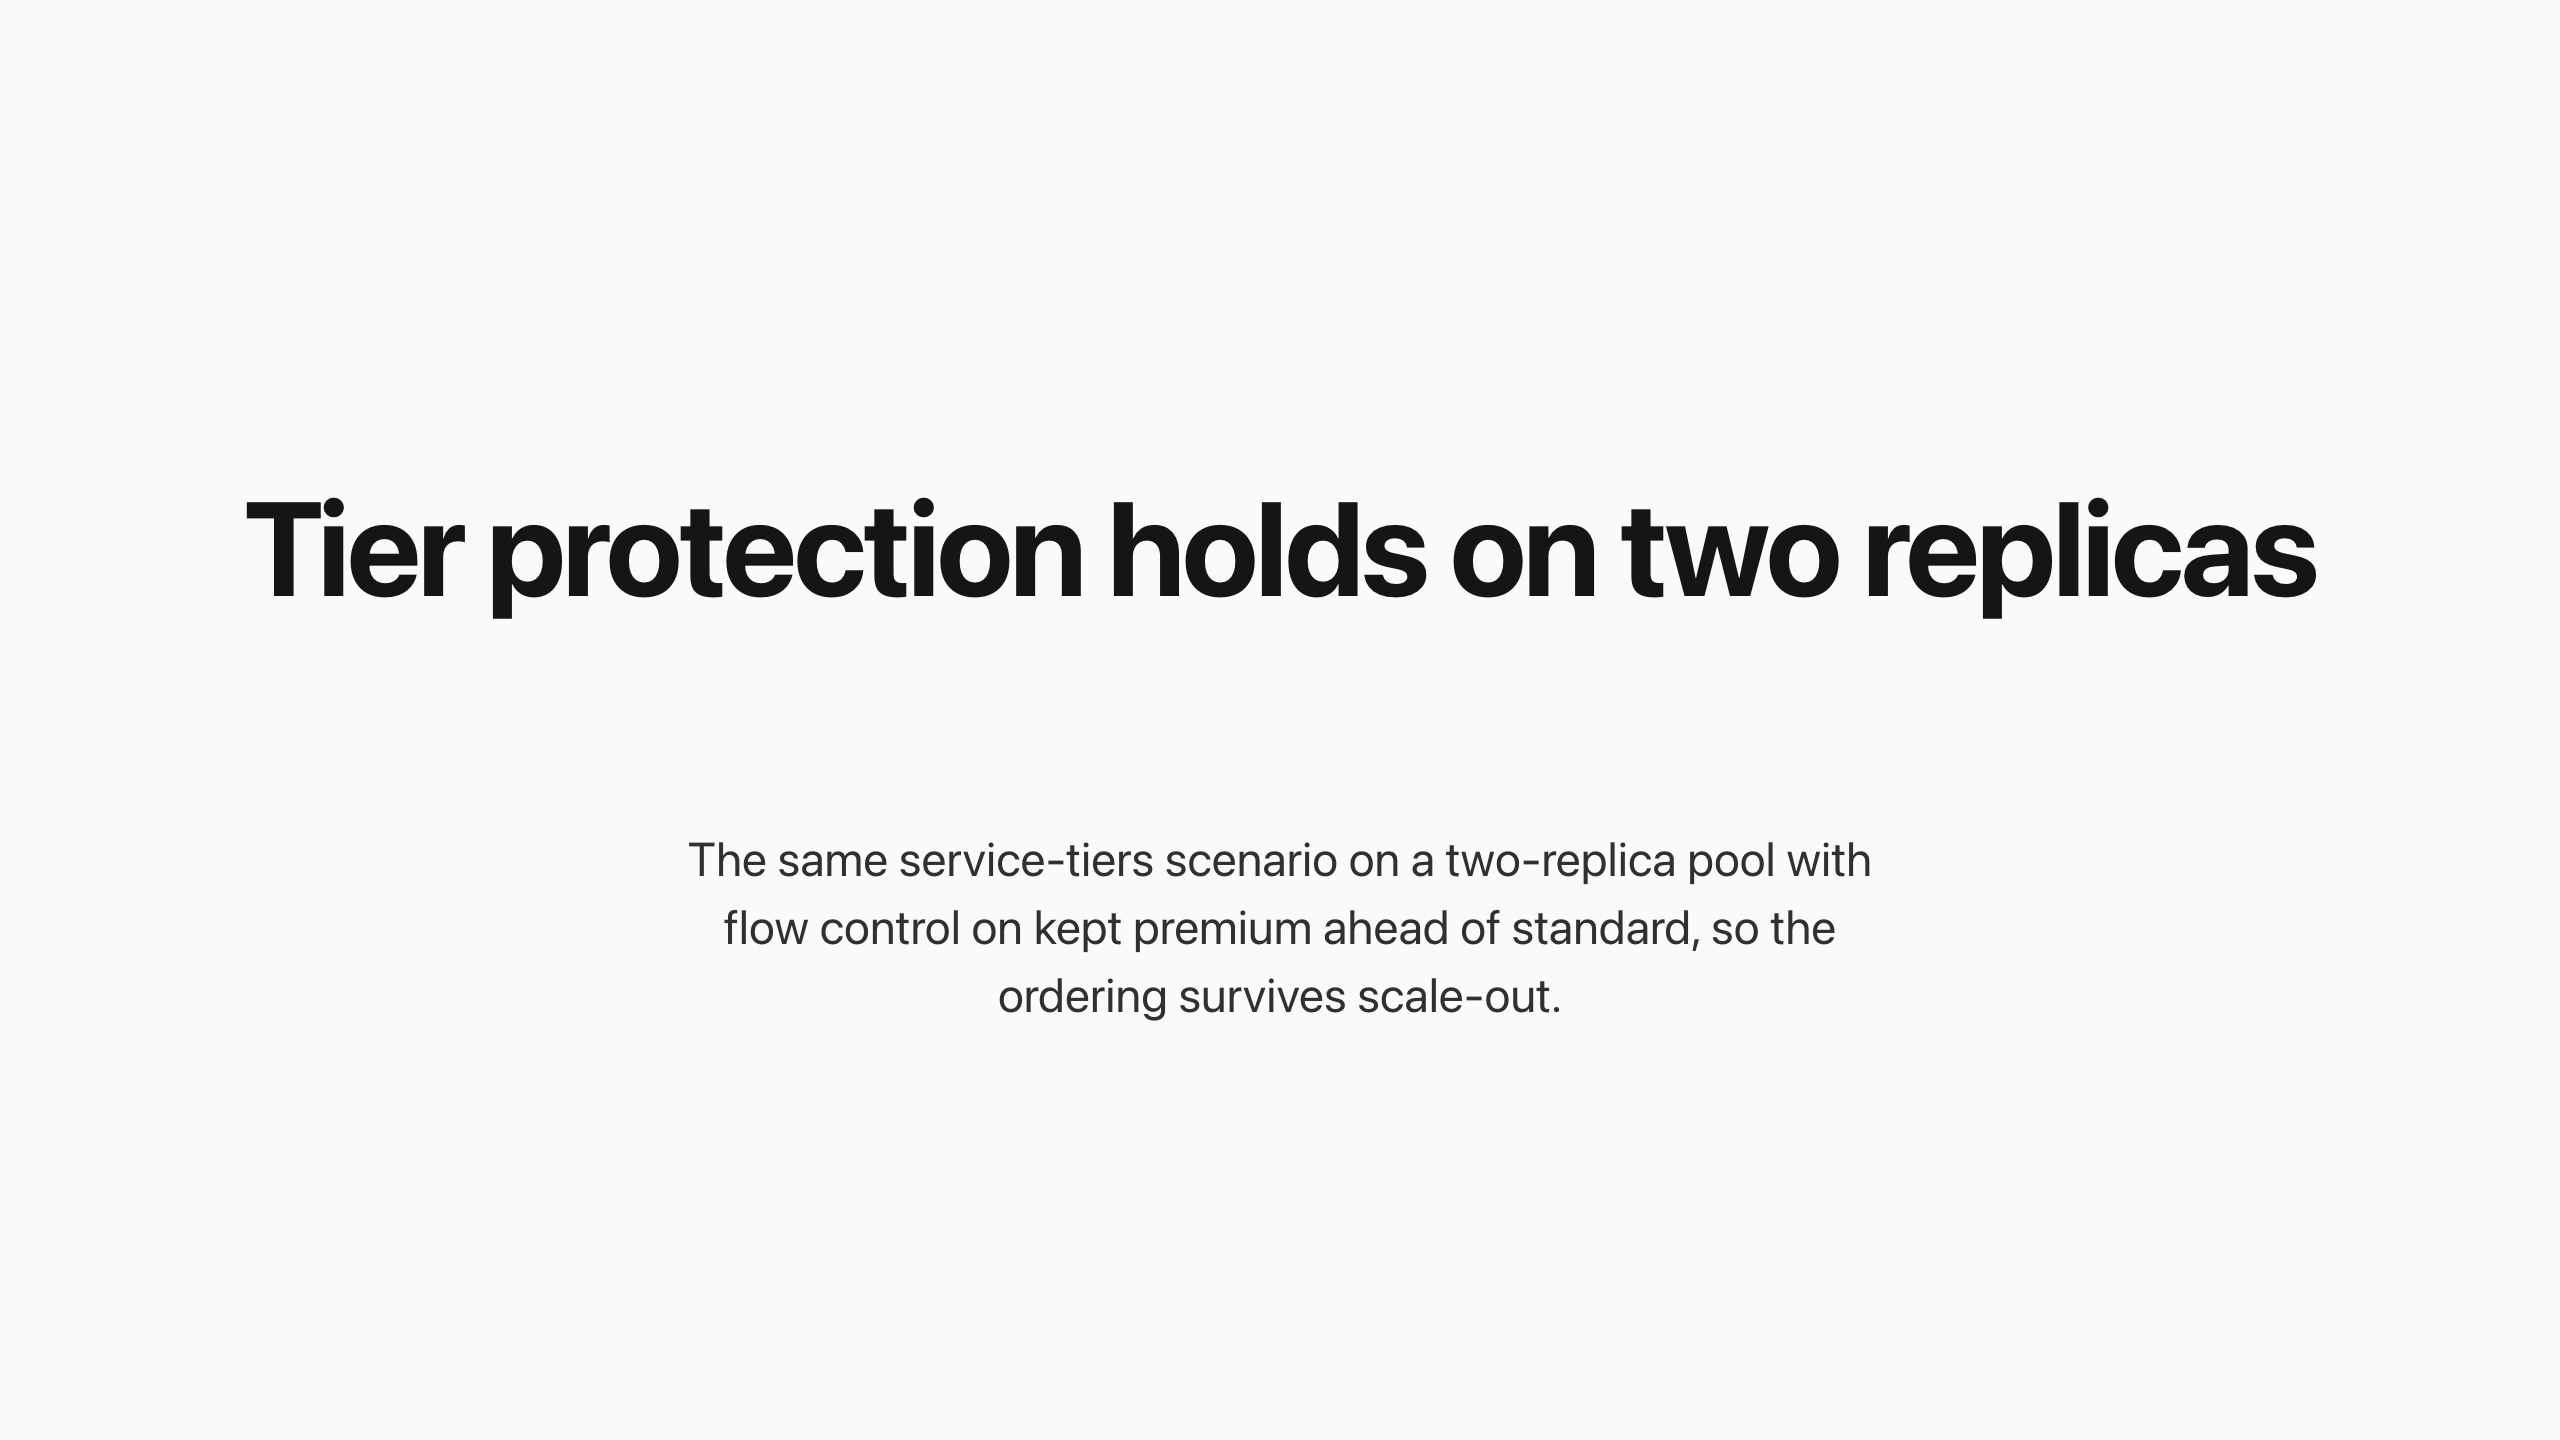 Tier protection holds on two replicas
The same service-tiers scenario on a two-replica pool with
flow control on kept premium ahead of standard, so the
ordering survives scale-out.